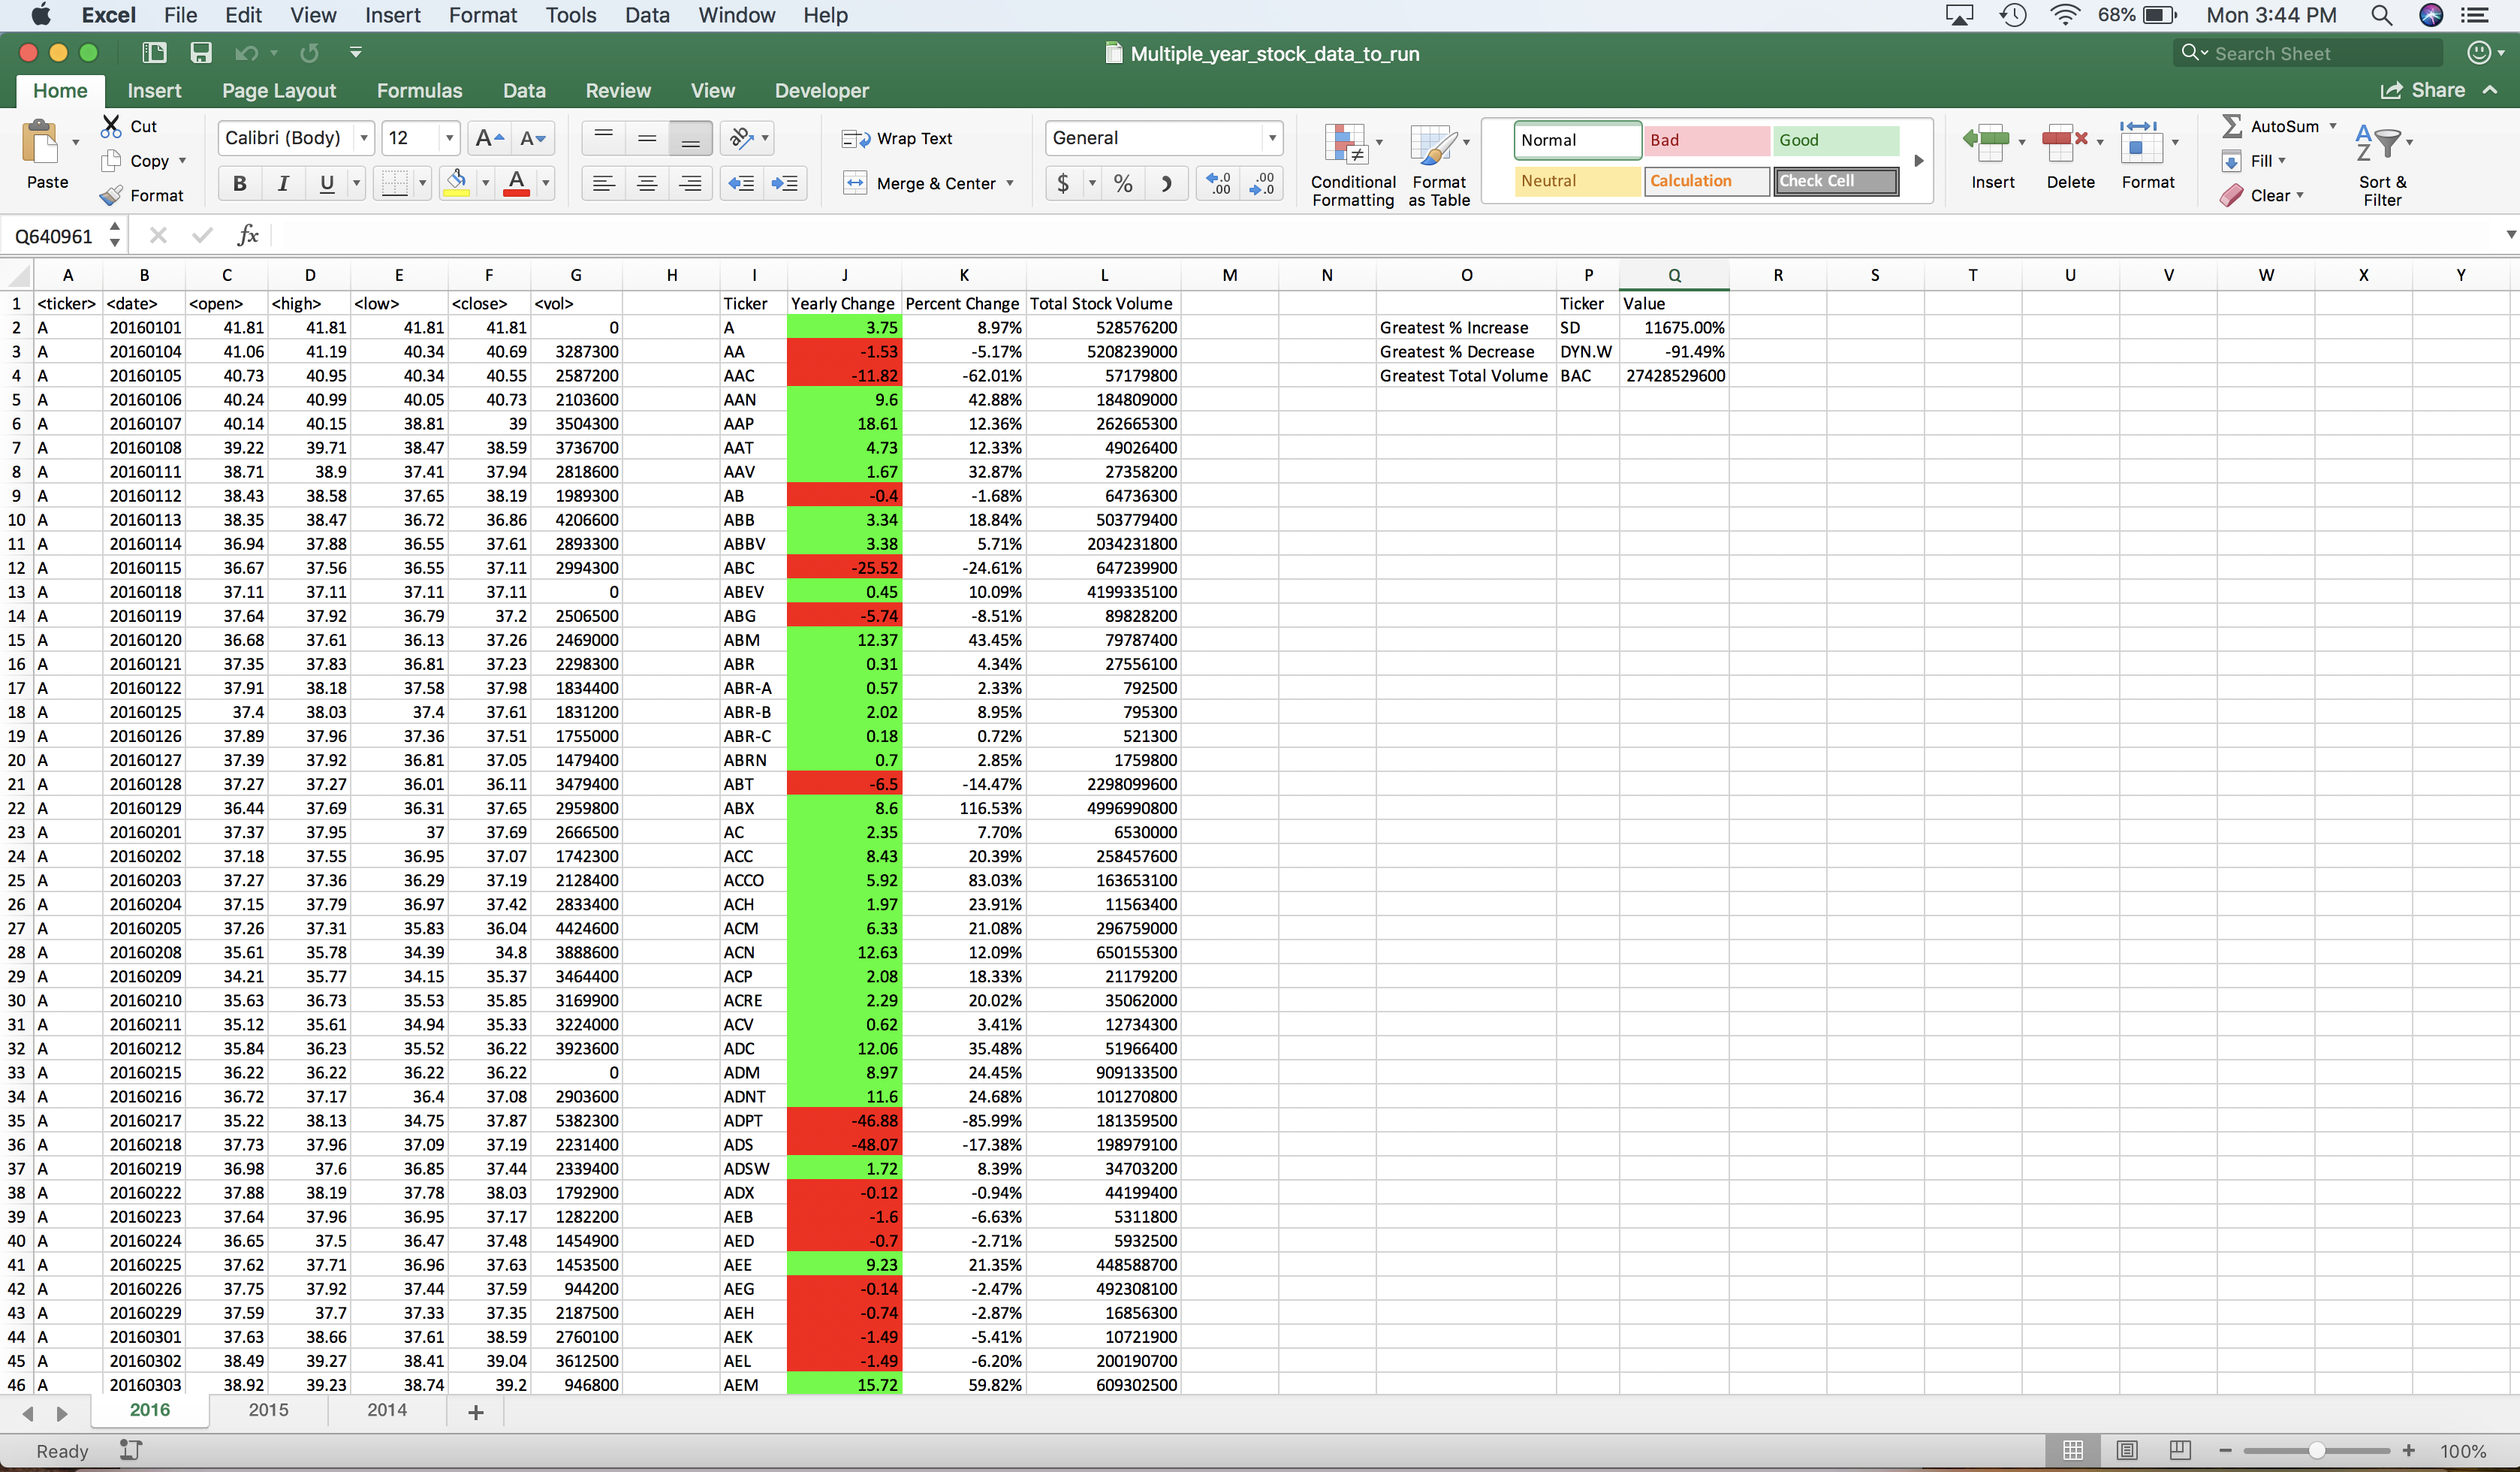 Excel File Edit View Insert Format Tools Data Window Help 68% Mon 3:44 PM
Multiple_year_stock_data_to_run Search Sheet
Home Insert Page Layout Formulas Data Review View Developer Share
Cut Calibri (Body) 12 A A Wrap Text General Normal Bad Good AutoSum
Copy Fill
Paste Format B I U A Merge & Center $ % Conditional Formatting Format as Table Neutral Calculation Check Cell Insert Delete Format Clear Sort & Filter
Q640961 fx
A B C D E F G H I J K L M N O P Q R S T U V W X Y
1 <ticker> <date> <open> <high> <low> <close> <vol> Ticker Yearly Change Percent Change Total Stock Volume Ticker Value
2 A 20160101 41.81 41.81 41.81 41.81 0 A 3.75 8.97% 528576200 Greatest % Increase SD 11675.00%
3 A 20160104 41.06 41.19 40.34 40.69 3287300 AA -1.53 -5.17% 5208239000 Greatest % Decrease DYN.W -91.49%
4 A 20160105 40.73 40.95 40.34 40.55 2587200 AAC -11.82 -62.01% 57179800 Greatest Total Volume BAC 27428529600
5 A 20160106 40.24 40.99 40.05 40.73 2103600 AAN 9.6 42.88% 184809000
6 A 20160107 40.14 40.15 38.81 39 3504300 AAP 18.61 12.36% 262665300
7 A 20160108 39.22 39.71 38.47 38.59 3736700 AAT 4.73 12.33% 49026400
8 A 20160111 38.71 38.9 37.41 37.94 2818600 AAV 1.67 32.87% 27358200
9 A 20160112 38.43 38.58 37.65 38.19 1989300 AB -0.4 -1.68% 64736300
10 A 20160113 38.35 38.47 36.72 36.86 4206600 ABB 3.34 18.84% 503779400
11 A 20160114 36.94 37.88 36.55 37.61 2893300 ABBV 3.38 5.71% 2034231800
12 A 20160115 36.67 37.56 36.55 37.11 2994300 ABC -25.52 -24.61% 647239900
13 A 20160118 37.11 37.11 37.11 37.11 0 ABEV 0.45 10.09% 4199335100
14 A 20160119 37.64 37.92 36.79 37.2 2506500 ABG -5.74 -8.51% 89828200
15 A 20160120 36.68 37.61 36.13 37.26 2469000 ABM 12.37 43.45% 79787400
16 A 20160121 37.35 37.83 36.81 37.23 2298300 ABR 0.31 4.34% 27556100
17 A 20160122 37.91 38.18 37.58 37.98 1834400 ABR-A 0.57 2.33% 792500
18 A 20160125 37.4 38.03 37.4 37.61 1831200 ABR-B 2.02 8.95% 795300
19 A 20160126 37.89 37.96 37.36 37.51 1755000 ABR-C 0.18 0.72% 521300
20 A 20160127 37.39 37.92 36.81 37.05 1479400 ABRN 0.7 2.85% 1759800
21 A 20160128 37.27 37.27 36.01 36.11 3479400 ABT -6.5 -14.47% 2298099600
22 A 20160129 36.44 37.69 36.31 37.65 2959800 ABX 8.6 116.53% 4996990800
23 A 20160201 37.37 37.95 37 37.69 2666500 AC 2.35 7.70% 6530000
24 A 20160202 37.18 37.55 36.95 37.07 1742300 ACC 8.43 20.39% 258457600
25 A 20160203 37.27 37.36 36.29 37.19 2128400 ACCO 5.92 83.03% 163653100
26 A 20160204 37.15 37.79 36.97 37.42 2833400 ACH 1.97 23.91% 11563400
27 A 20160205 37.26 37.31 35.83 36.04 4424600 ACM 6.33 21.08% 296759000
28 A 20160208 35.61 35.78 34.39 34.8 3888600 ACN 12.63 12.09% 650155300
29 A 20160209 34.21 35.77 34.15 35.37 3464400 ACP 2.08 18.33% 21179200
30 A 20160210 35.63 36.73 35.53 35.85 3169900 ACRE 2.29 20.02% 35062000
31 A 20160211 35.12 35.61 34.94 35.33 3224000 ACV 0.62 3.41% 12734300
32 A 20160212 35.84 36.23 35.52 36.22 3923600 ADC 12.06 35.48% 51966400
33 A 20160215 36.22 36.22 36.22 36.22 0 ADM 8.97 24.45% 909133500
34 A 20160216 36.72 37.17 36.4 37.08 2903600 ADNT 11.6 24.68% 101270800
35 A 20160217 35.22 38.13 34.75 37.87 5382300 ADPT -46.88 -85.99% 181359500
36 A 20160218 37.73 37.96 37.09 37.19 2231400 ADS -48.07 -17.38% 198979100
37 A 20160219 36.98 37.6 36.85 37.44 2339400 ADSW 1.72 8.39% 34703200
38 A 20160222 37.88 38.19 37.78 38.03 1792900 ADX -0.12 -0.94% 44199400
39 A 20160223 37.64 37.96 36.95 37.17 1282200 AEB -1.6 -6.63% 5311800
40 A 20160224 36.65 37.5 36.47 37.48 1454900 AED -0.7 -2.71% 5932500
41 A 20160225 37.62 37.71 36.96 37.63 1453500 AEE 9.23 21.35% 448588700
42 A 20160226 37.75 37.92 37.44 37.59 944200 AEG -0.14 -2.47% 492308100
43 A 20160229 37.59 37.7 37.33 37.35 2187500 AEH -0.74 -2.87% 16856300
44 A 20160301 37.63 38.66 37.61 38.59 2760100 AEK -1.49 -5.41% 10721900
45 A 20160302 38.49 39.27 38.41 39.04 3612500 AEL -1.49 -6.20% 200190700
46 A 20160303 38.92 39.23 38.74 39.2 946800 AEM 15.72 59.82% 609302500
2016 2015 2014 +
Ready 100%